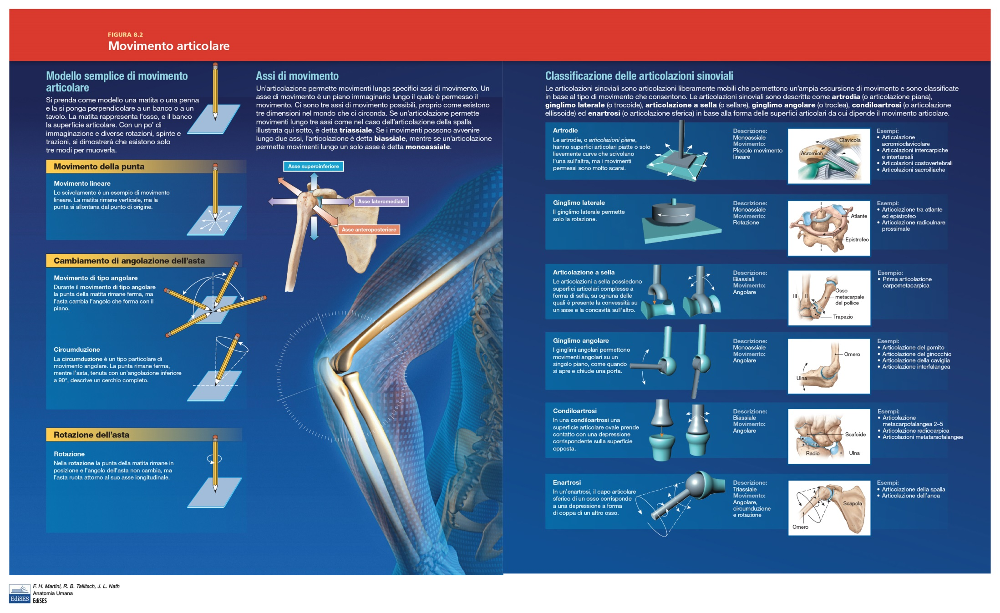 FIGURA 8.2
Movimento articolare
Modello semplice di movimento
articolare
Si prenda come modello una matita o una penna
e la si ponga perpendicolare a un banco o a un
tavolo. La matita rappresenta l'osso, e il banco
la superficie articolare. Con un po' di
immaginazione e diverse rotazioni, spinte e
trazioni, si dimostrerà che esistono solo
tre modi per muoverla.
Movimento della punta
Movimento lineare
Lo scivolamento è un esempio di movimento
lineare. La matita rimane verticale, ma la
punta si allontana dal punto di origine.
Cambiamento di angolazione dell'asta
Movimento di tipo angolare
Durante il movimento di tipo angolare
la punta della matita rimane ferma, ma
l'asta cambia l'angolo che forma con il
piano.
Circumduzione
La circumduzione è un tipo particolare di
movimento angolare. La punta rimane ferma,
mentre l'asta, tenuta con un'angolazione inferiore
a 90°, descrive un cerchio completo.
Rotazione dell'asta
Rotazione
Nella rotazione la punta della matita rimane in
posizione e l'angolo dell'asta non cambia, ma
l'asta ruota attorno al suo asse longitudinale.
Assi di movimento
Un'articolazione permette movimenti lungo specifici assi di movimento. Un
asse di movimento è un piano immaginario lungo il quale è permesso il
movimento. Ci sono tre assi di movimento possibili, proprio come esistono
tre dimensioni nel mondo che ci circonda. Se un'articolazione permette
movimenti lungo tre assi come nel caso dell'articolazione della spalla
illustrata qui sotto, è detta triassiale. Se i movimenti possono avvenire
lungo due assi, l'articolazione è detta biassiale, mentre se un'articolazione
permette movimenti lungo un solo asse è detta monoassiale.
Asse superoinferiore
Asse lateromediale
Asse anteroposteriore
Classificazione delle articolazioni sinoviali
Le articolazioni sinoviali sono articolazioni liberamente mobili che permettono un'ampia escursione di movimento e sono classificate
in base al tipo di movimento che consentono. Le articolazioni sinoviali sono descritte come artrodia (o articolazione piana),
ginglimo laterale (o trocoide), articolazione a sella (o sellare), ginglimo angolare (o troclea), condiloartrosi (o articolazione
ellissoide) ed enartrosi (o articolazione sferica) in base alla forma delle superfici articolari da cui dipende il movimento articolare.
Artrodie
Le artrodie, o articolazioni piane,
hanno superfici articolari piatte o solo
lievemente curve che scivolano
l'una sull'altra, ma i movimenti
permessi sono molto scarsi.
Descrizione:
Monoassiale
Movimento:
Piccolo movimento
lineare
Clavicola
Acromion
Esempi:
• Articolazione
acromioclavicolare
• Articolazioni intercarpiche
e intertarsali
• Articolazioni costovertebrali
• Articolazioni sacroiliache
Ginglimo laterale
Il ginglimo laterale permette
solo la rotazione.
Descrizione:
Monoassiale
Movimento:
Rotazione
Atlante
Epistrofeo
Esempi:
• Articolazione tra atlante
ed epistrofeo
• Articolazione radioulnare
prossimale
Articolazione a sella
Le articolazioni a sella possiedono
superfici articolari complesse a
forma di sella, su ognuna delle
quali è presente la convessità su
un asse e la concavità sull'altro.
Descrizione:
Biassiali
Movimento:
Angolare
III II
Osso
metacarpale
del pollice
Trapezio
Esempio:
• Prima articolazione
carpometacarpica
Ginglimo angolare
I ginglimi angolari permettono
movimenti angolari su un
singolo piano, come quando
si apre e chiude una porta.
Descrizione:
Monoassiale
Movimento:
Angolare
Omero
Ulna
Esempi:
• Articolazione del gomito
• Articolazione del ginocchio
• Articolazione della caviglia
• Articolazione interfalangea
Condiloartrosi
In una condiloartrosi una
superficie articolare ovale prende
contatto con una depressione
corrispondente sulla superficie
opposta.
Descrizione:
Biassiale
Movimento:
Angolare
Scafoide
Radio
Ulna
Esempi:
• Articolazione
metacarpofalangea 2–5
• Articolazione radiocarpica
• Articolazioni metatarsofalangee
Enartrosi
In un'enartrosi, il capo articolare
sferico di un osso corrisponde
a una depressione a forma
di coppa di un altro osso.
Descrizione:
Triassiale
Movimento:
Angolare,
circumduzione
e rotazione
Scapola
Omero
Esempi:
• Articolazione della spalla
• Articolazione dell'anca
EdiSES
F. H. Martini, R. B. Tallitsch, J. L. Nath
Anatomia Umana
EdiSES